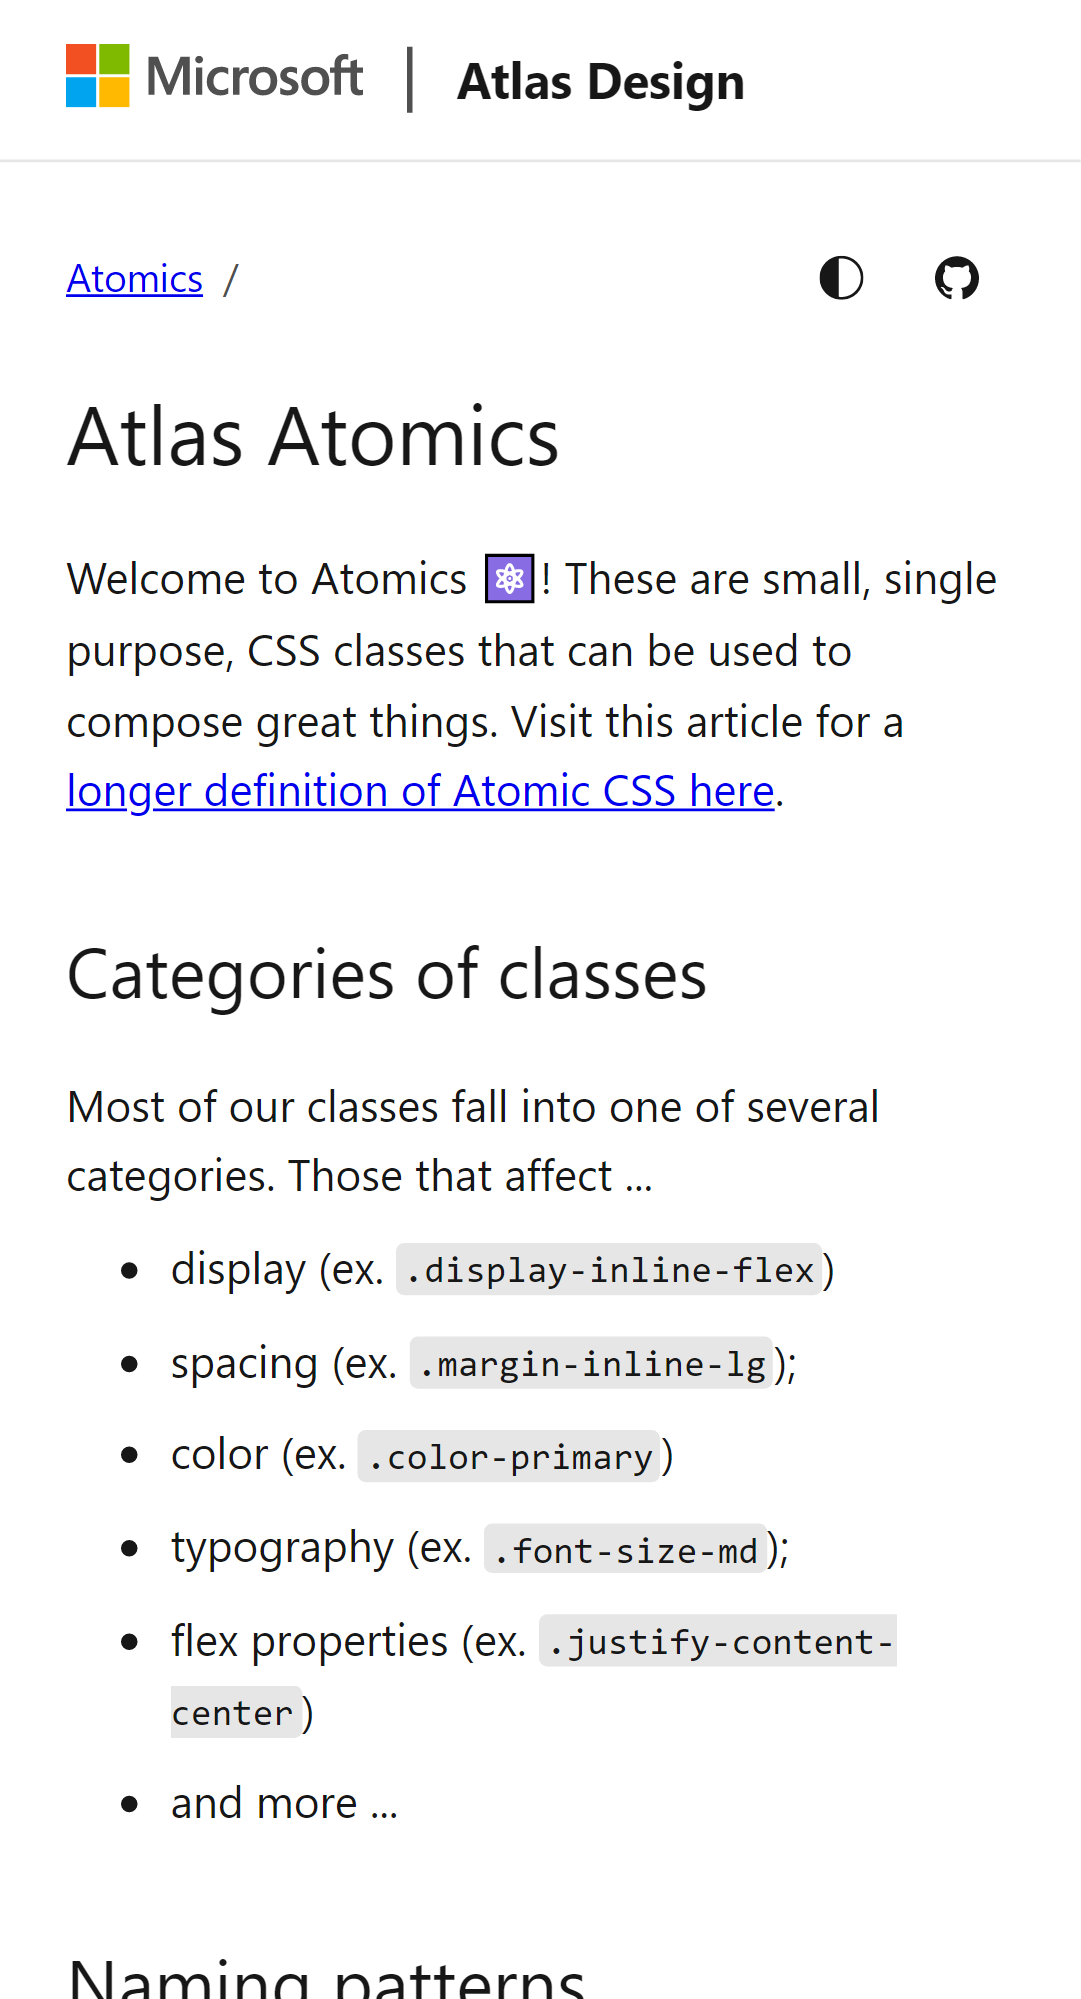 Microsoft | Atlas Design
Atomics /
Atlas Atomics
Welcome to Atomics ⚛! These are small, single
purpose, CSS classes that can be used to
compose great things. Visit this article for a
longer definition of Atomic CSS here.
Categories of classes
Most of our classes fall into one of several
categories. Those that affect ...
• display (ex. .display-inline-flex)
• spacing (ex. .margin-inline-lg);
• color (ex. .color-primary)
• typography (ex. .font-size-md);
• flex properties (ex. .justify-content-
center)
• and more ...
Naming patterns